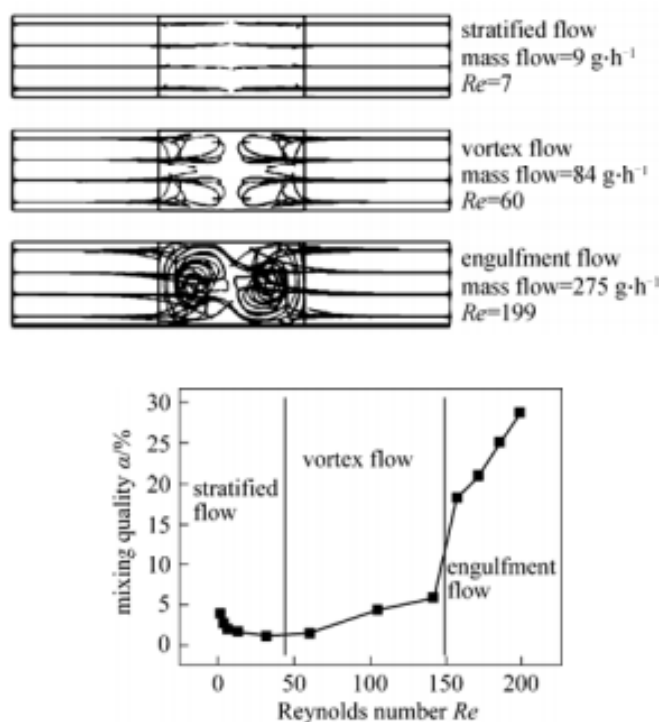 stratified flow
mass flow=9 g·h⁻¹
Re=7
vortex flow
mass flow=84 g·h⁻¹
Re=60
engulfment flow
mass flow=275 g·h⁻¹
Re=199
mixing quality α/%
30
25
20
15
10
5
0
stratified
flow
vortex flow
engulfment
flow
0
50
100
150
200
Reynolds number Re